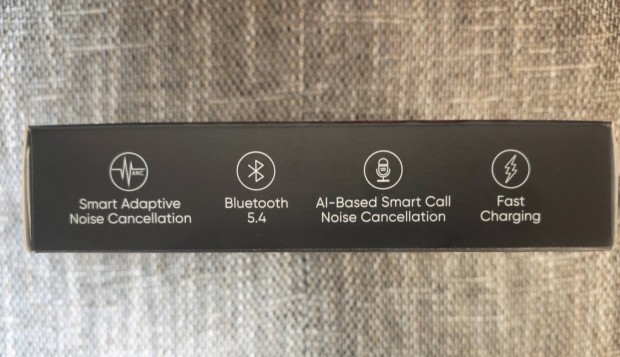 ANC
Smart Adaptive
Noise Cancellation
Bluetooth
5.4
AI-Based Smart Call
Noise Cancellation
Fast
Charging